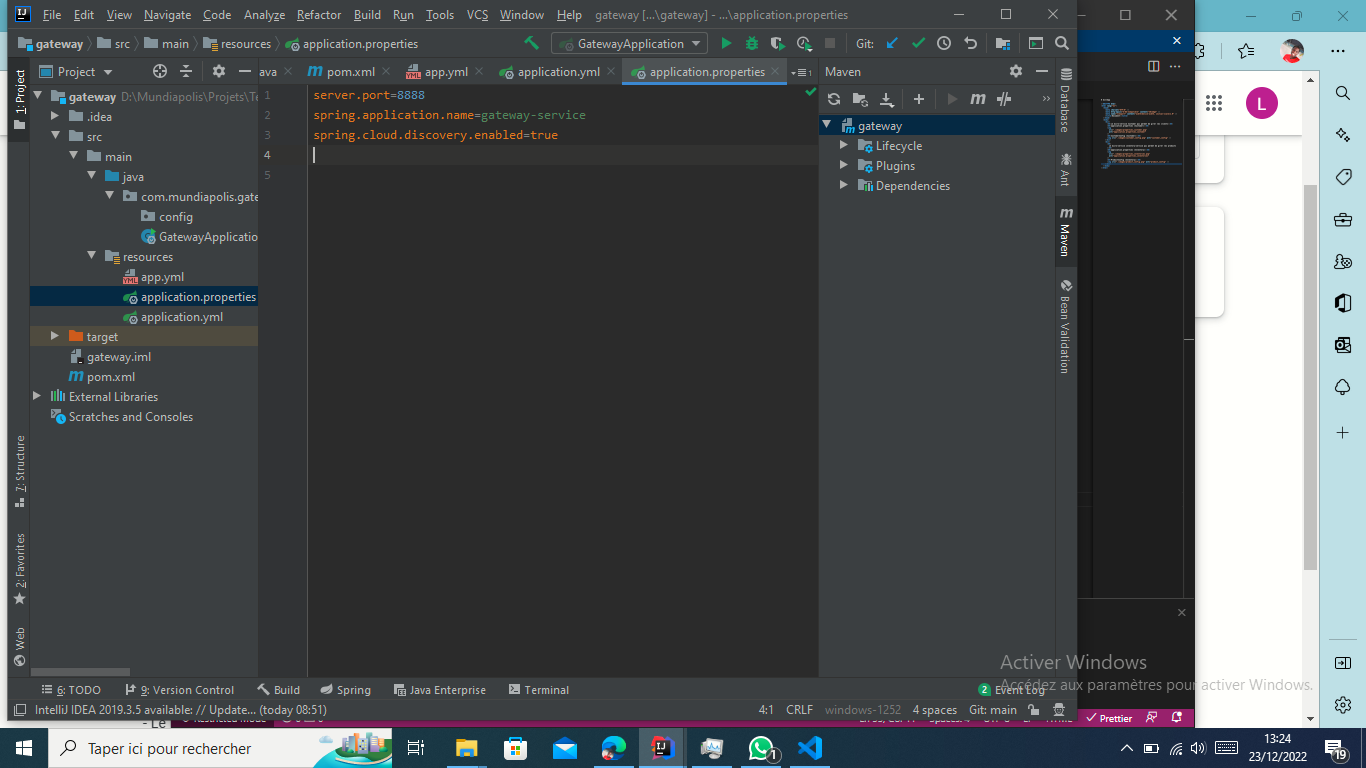 File Edit View Navigate Code Analyze Refactor Build Run Tools VCS Window Help gateway [...\gateway] - ...\application.properties
gateway src main resources application.properties GatewayApplication Git:
Project
ava pom.xml app.yml application.yml application.properties
Maven
1: Project
gateway D:\Mundiapolis\Projets\Te
.idea
src
main
java
com.mundiapolis.gate
config
GatewayApplicatio
resources
app.yml
application.properties
application.yml
target
gateway.iml
pom.xml
External Libraries
Scratches and Consoles
1 server.port=8888
2 spring.application.name=gateway-service
3 spring.cloud.discovery.enabled=true
4
5
gateway
Lifecycle
Plugins
Dependencies
Database
Ant
Maven
Bean Validation
L
7: Structure
2: Favorites
Web
6: TODO 9: Version Control Build Spring Java Enterprise Terminal 2 Event Log
IntelliJ IDEA 2019.3.5 available: // Update... (today 08:51) 4:1 CRLF windows-1252 4 spaces Git: main
Activer Windows
Accédez aux paramètres pour activer Windows.
- Le
Prettier
Taper ici pour rechercher
1
13:24
23/12/2022
19